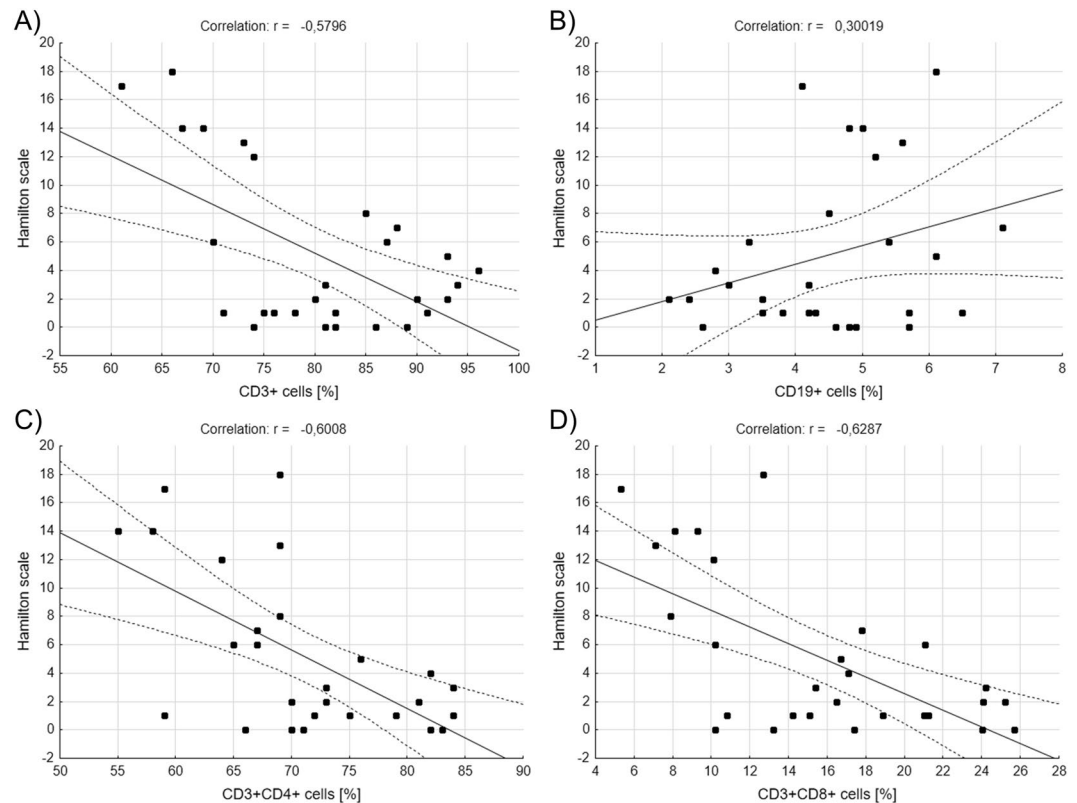 A)
Correlation: r = -0,5796
Hamilton scale
20
18
16
14
12
10
8
6
4
2
0
-2
55 60 65 70 75 80 85 90 95 100
CD3+ cells [%]
B)
Correlation: r = 0,30019
Hamilton scale
20
18
16
14
12
10
8
6
4
2
0
-2
1 2 3 4 5 6 7 8
CD19+ cells [%]
C)
Correlation: r = -0,6008
Hamilton scale
20
18
16
14
12
10
8
6
4
2
0
-2
50 55 60 65 70 75 80 85 90
CD3+CD4+ cells [%]
D)
Correlation: r = -0,6287
Hamilton scale
20
18
16
14
12
10
8
6
4
2
0
-2
4 6 8 10 12 14 16 18 20 22 24 26 28
CD3+CD8+ cells [%]